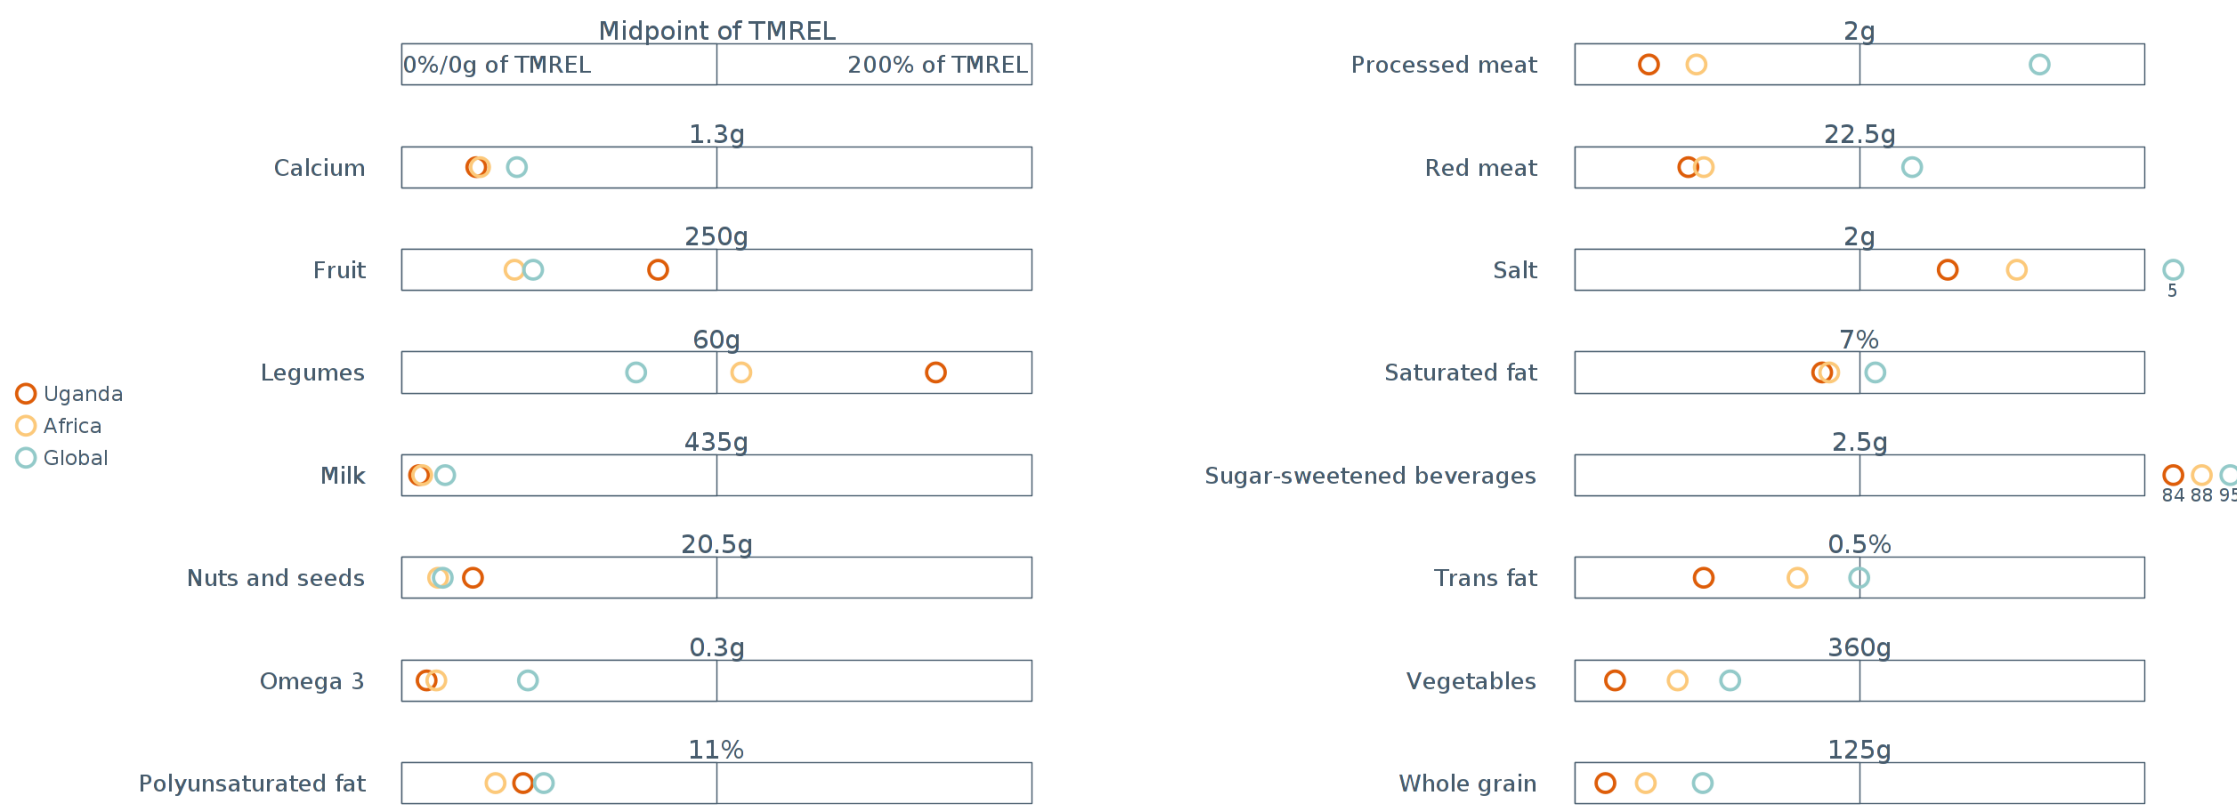 Midpoint of TMREL
0%/0g of TMREL
200% of TMREL
1.3g
Calcium
250g
Fruit
60g
Legumes
435g
Milk
20.5g
Nuts and seeds
0.3g
Omega 3
11%
Polyunsaturated fat
Uganda
Africa
Global
2g
Processed meat
22.5g
Red meat
2g
Salt
5
7%
Saturated fat
2.5g
Sugar-sweetened beverages
84 88 95
0.5%
Trans fat
360g
Vegetables
125g
Whole grain